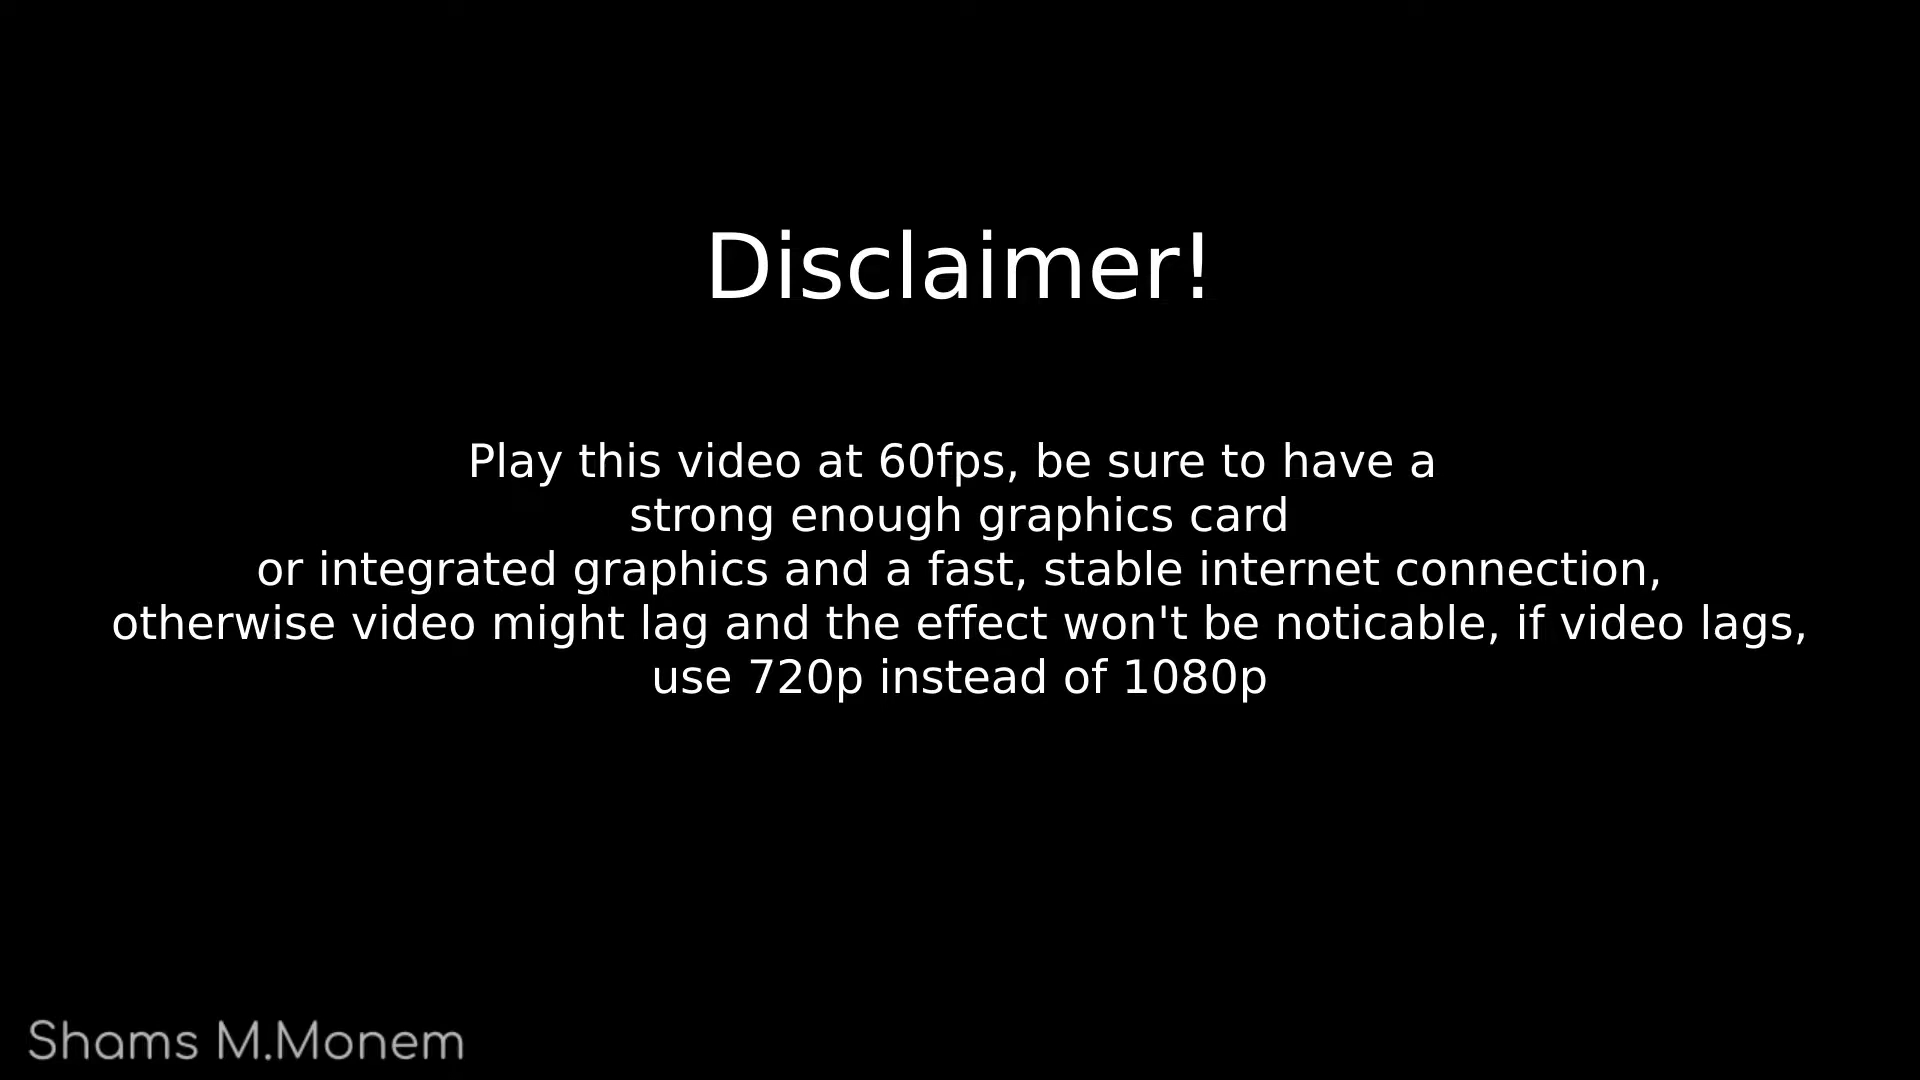 Disclaimer!
Play this video at 60fps, be sure to have a
strong enough graphics card
or integrated graphics and a fast, stable internet connection,
otherwise video might lag and the effect won't be noticable, if video lags,
use 720p instead of 1080p
Shams M.Monem